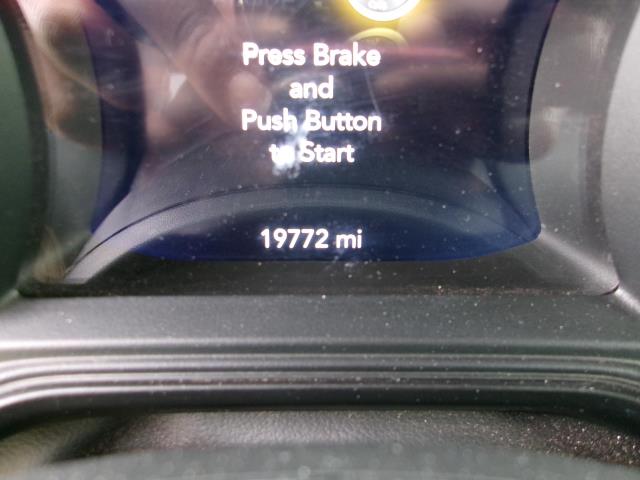 Press Brake
and
Push Button
to Start
19772 mi